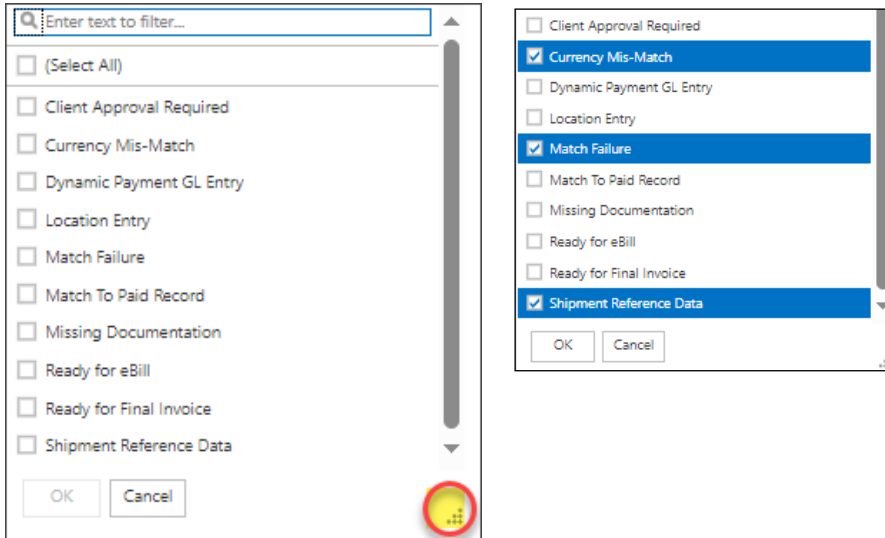 Enter text to filter...
(Select All)
Client Approval Required
Currency Mis-Match
Dynamic Payment GL Entry
Location Entry
Match Failure
Match To Paid Record
Missing Documentation
Ready for eBill
Ready for Final Invoice
Shipment Reference Data
OK Cancel
Client Approval Required
Currency Mis-Match
Dynamic Payment GL Entry
Location Entry
Match Failure
Match To Paid Record
Missing Documentation
Ready for eBill
Ready for Final Invoice
Shipment Reference Data
OK Cancel